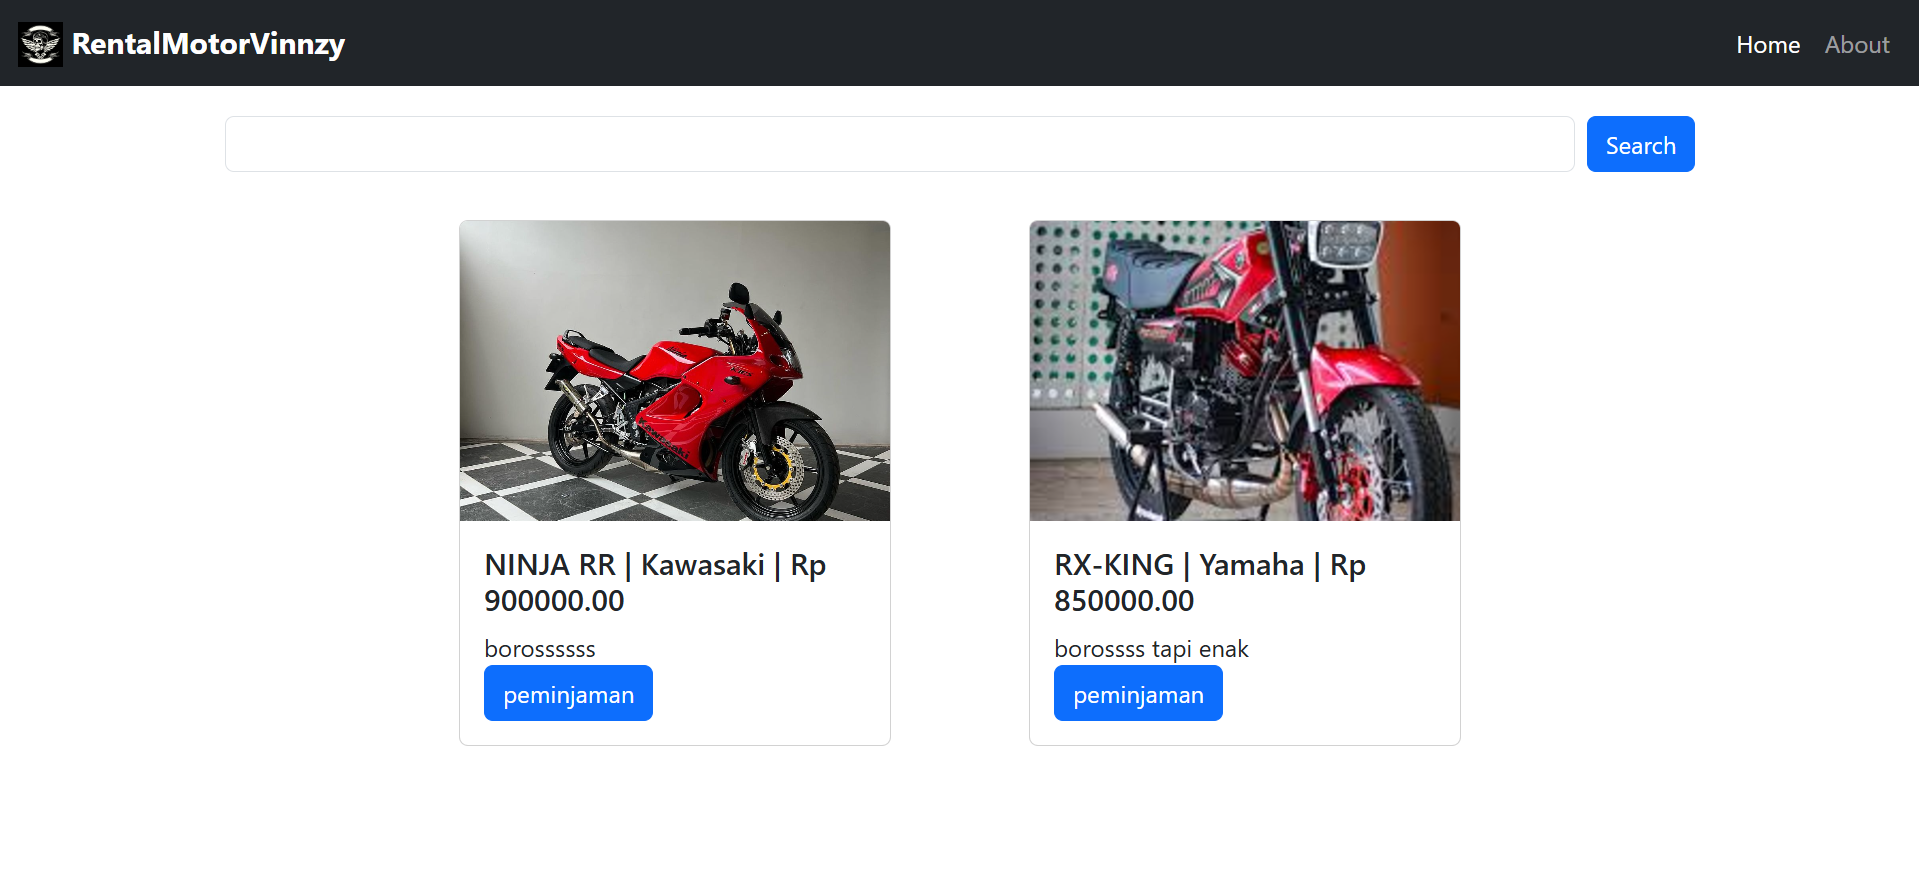 RentalMotorVinnzy
Home
About
Search
NINJA RR | Kawasaki | Rp
900000.00
borossssss
peminjaman
RX-KING | Yamaha | Rp
850000.00
borossss tapi enak
peminjaman